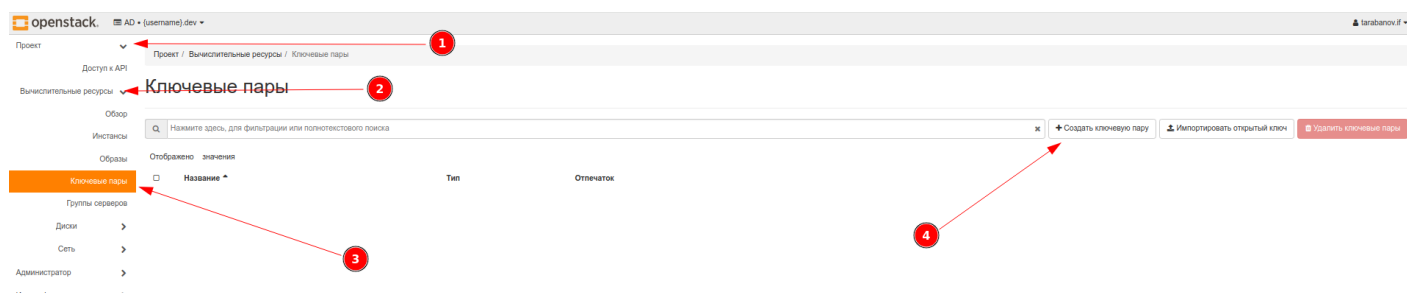 openstack. AD • {username}.dev tarabanov.if
Проект
1
Проект / Вычислительные ресурсы / Ключевые пары
Доступ к API
Вычислительные ресурсы
Ключевые пары
2
Обзор
Нажмите здесь, для фильтрации или полнотекстового поиска
+ Создать ключевую пару
Импортировать открытый ключ
Удалить ключевые пары
Инстансы
Образы
Отображено значения
Ключевые пары
Название Тип Отпечаток
Группы серверов
4
Диски
Сеть
3
Администратор